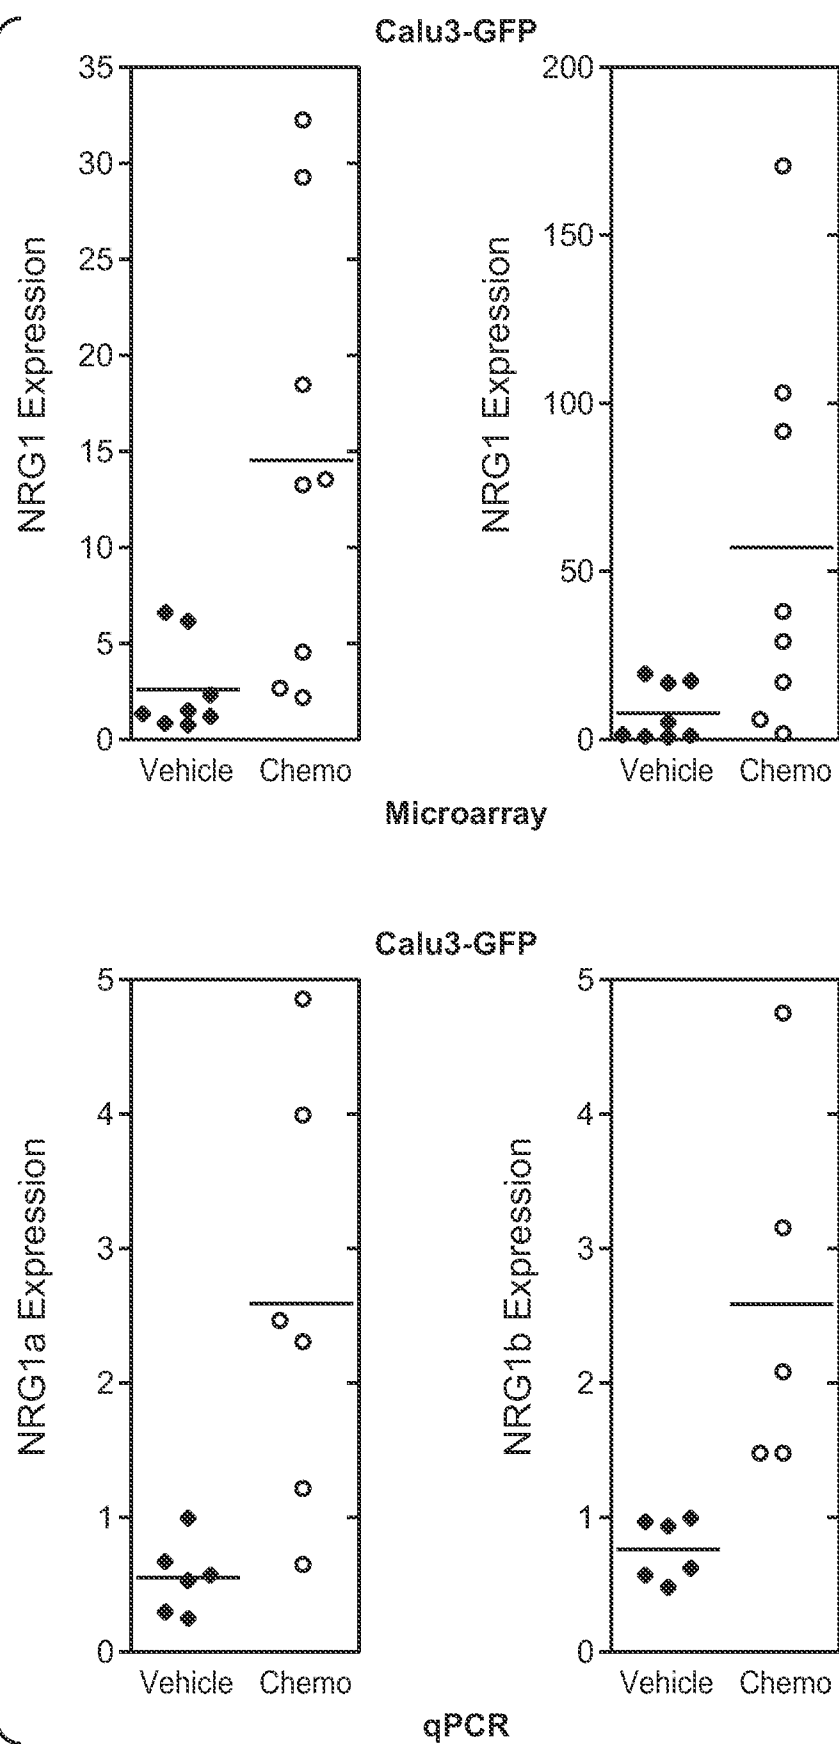 Calu3-GFP
NRG1 Expression
35
30
25
20
15
10
5
0
Vehicle Chemo
NRG1 Expression
200
150
100
50
0
Vehicle Chemo
Microarray
Calu3-GFP
NRG1a Expression
5
4
3
2
1
0
Vehicle Chemo
NRG1b Expression
5
4
3
2
1
0
Vehicle Chemo
qPCR